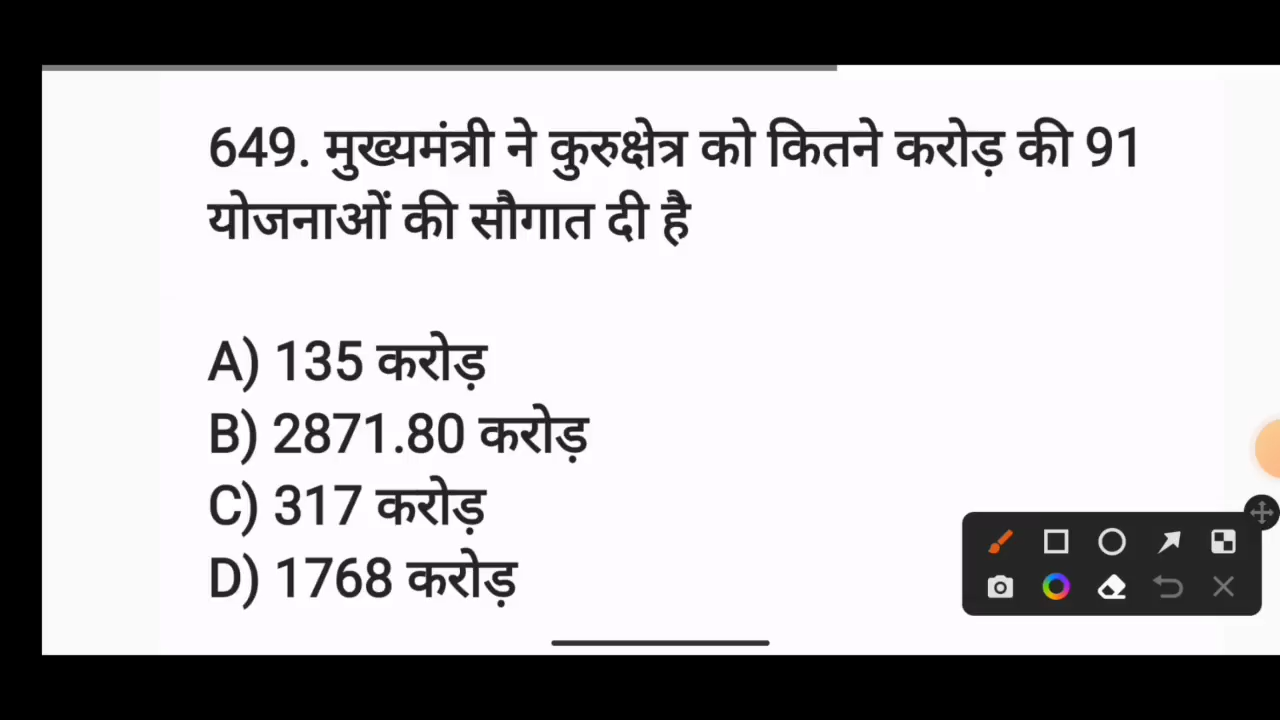 649. मुख्यमंत्री ने कुरुक्षेत्र को कितने करोड़ की 91
योजनाओं की सौगात दी है
A) 135 करोड़
B) 2871.80 करोड़
C) 317 करोड़
D) 1768 करोड़